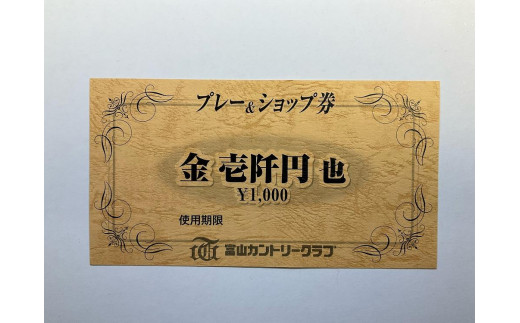 プレー&ショップ券
金壱阡円也
¥1,000
使用期限
富山カントリークラブ